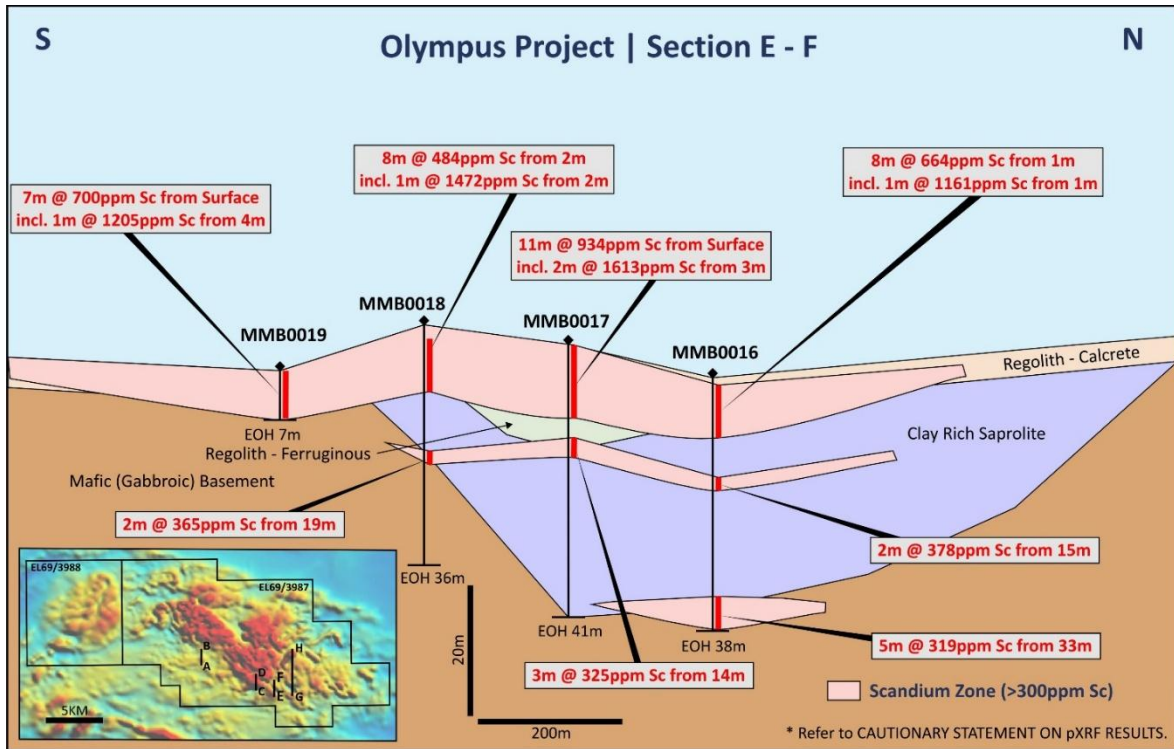 S
Olympus Project | Section E - F
N
8m @ 484ppm Sc from 2m
incl. 1m @ 1472ppm Sc from 2m
8m @ 664ppm Sc from 1m
incl. 1m @ 1161ppm Sc from 1m
7m @ 700ppm Sc from Surface
incl. 1m @ 1205ppm Sc from 4m
11m @ 934ppm Sc from Surface
incl. 2m @ 1613ppm Sc from 3m
MMB0019
MMB0018
MMB0017
MMB0016
Regolith - Calcrete
EOH 7m
Regolith - Ferruginous
Clay Rich Saprolite
Mafic (Gabbroic) Basement
2m @ 365ppm Sc from 19m
2m @ 378ppm Sc from 15m
EOH 36m
EOH 41m
EOH 38m
5m @ 319ppm Sc from 33m
3m @ 325ppm Sc from 14m
20m
200m
Scandium Zone (>300ppm Sc)
* Refer to CAUTIONARY STATEMENT ON pXRF RESULTS.
EL69/3988
EL69/3987
B
A
H
D
F
C
E
G
5KM